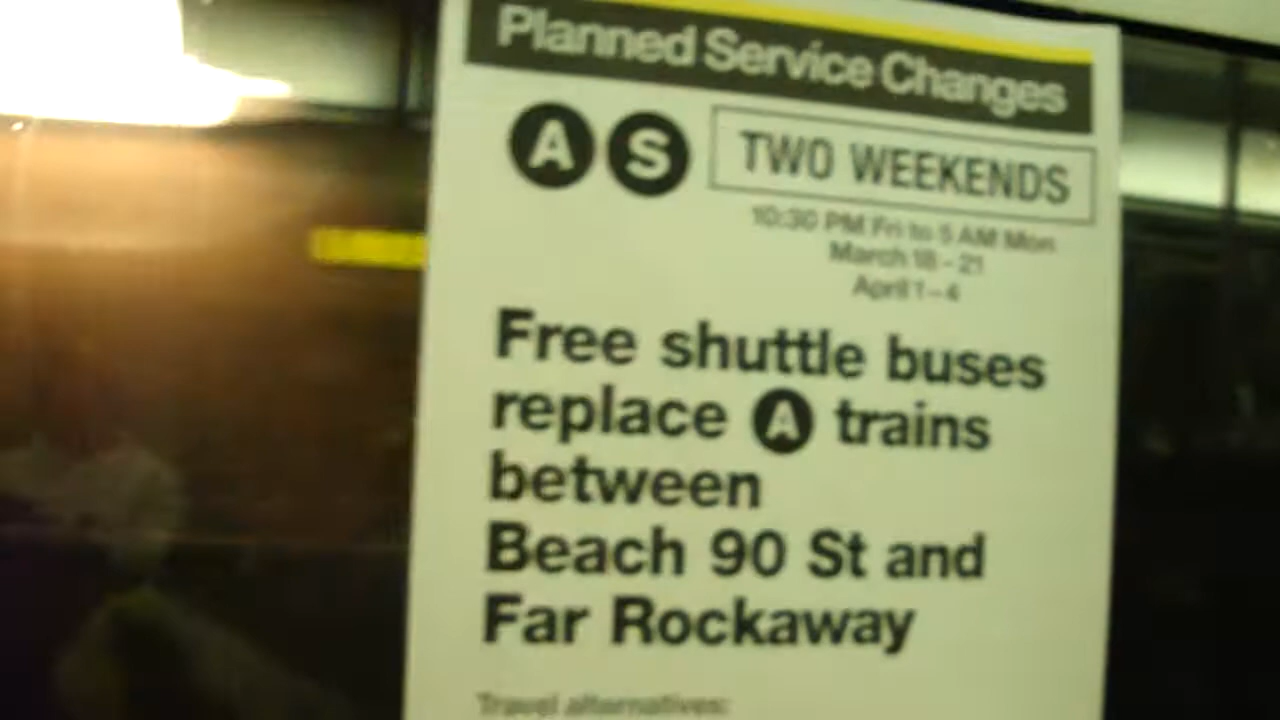 Planned Service Changes
A S TWO WEEKENDS
10:30 PM Fri to 5 AM Mon
March 18 - 21
April 1 - 4
Free shuttle buses
replace A trains
between
Beach 90 St and
Far Rockaway
Travel alternatives: